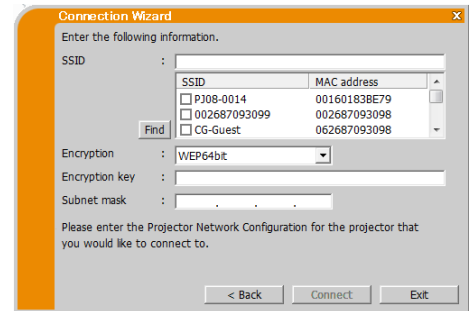 Connection Wizard x
Enter the following information.
SSID :
SSID MAC address
PJ08-0014 00160183BE79
002687093099 002687093098
CG-Guest 062687093098
Find
Encryption : WEP64bit
Encryption key :
Subnet mask : . . .
Please enter the Projector Network Configuration for the projector that
you would like to connect to.
< Back Connect Exit